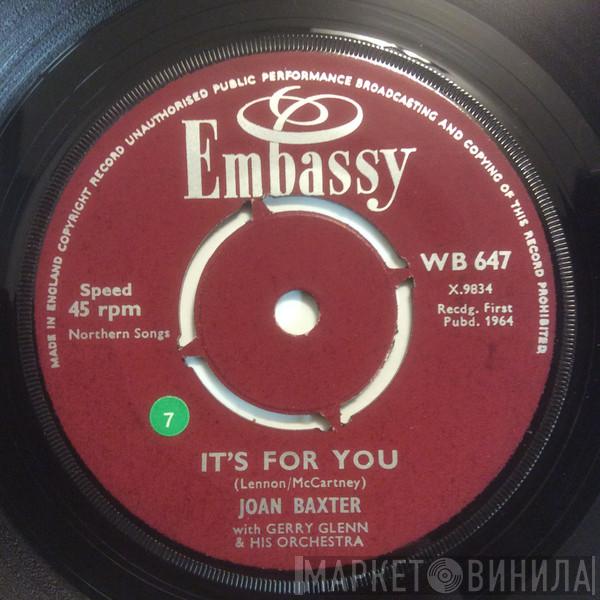 MADE IN ENGLAND COPYRIGHT RECORD UNAUTHORISED PUBLIC PERFORMANCE BROADCASTING AND COPYING OF THIS RECORD PROHIBITED
Embassy
WB 647
X.9834
Recdg. First
Pubd. 1964
Speed
45 rpm
Northern Songs
7
IT'S FOR YOU
(Lennon/McCartney)
JOAN BAXTER
with GERRY GLENN
& HIS ORCHESTRA
МАРКЕТ ВИНИЛА